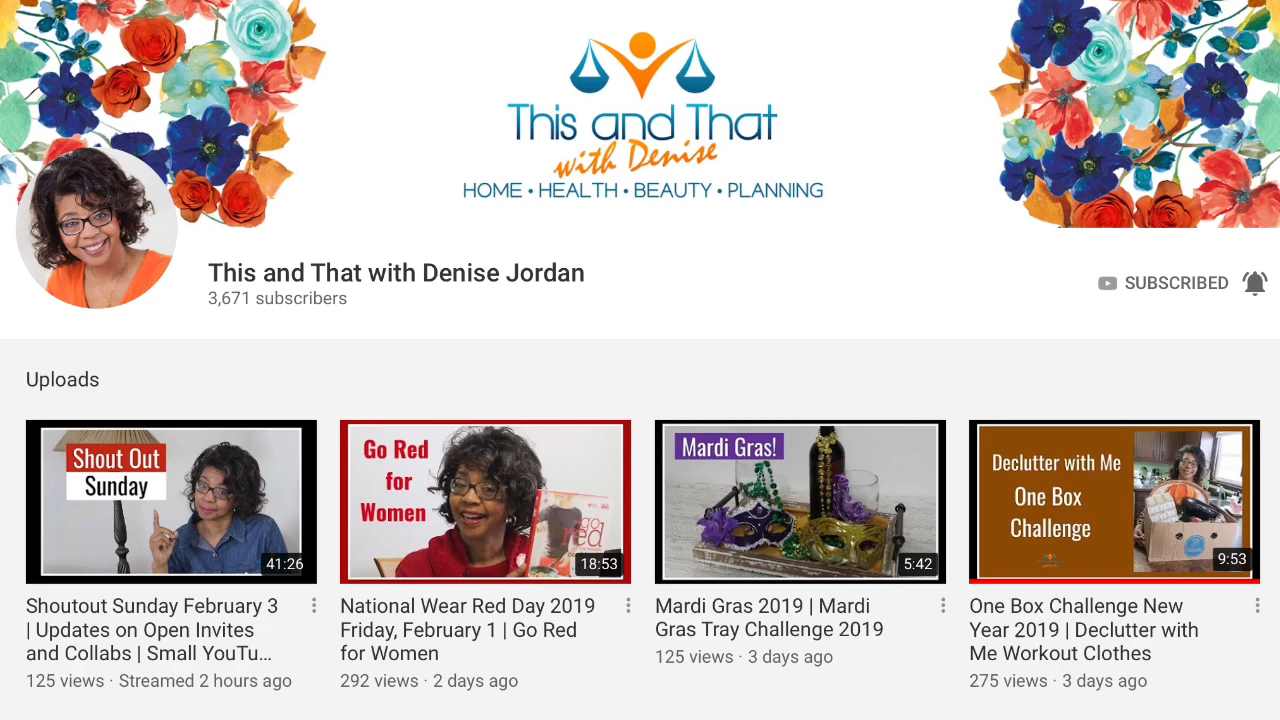 This and That
with Denise
HOME • HEALTH • BEAUTY • PLANNING
This and That with Denise Jordan
3,671 subscribers
SUBSCRIBED
Uploads
Shout Out
Sunday
41:26
Shoutout Sunday February 3
| Updates on Open Invites
and Collabs | Small YouTu...
125 views · Streamed 2 hours ago
Go Red
for
Women
go
red
18:53
National Wear Red Day 2019
Friday, February 1 | Go Red
for Women
292 views · 2 days ago
Mardi Gras!
5:42
Mardi Gras 2019 | Mardi
Gras Tray Challenge 2019
125 views · 3 days ago
Declutter with Me
One Box
Challenge
9:53
One Box Challenge New
Year 2019 | Declutter with
Me Workout Clothes
275 views · 3 days ago